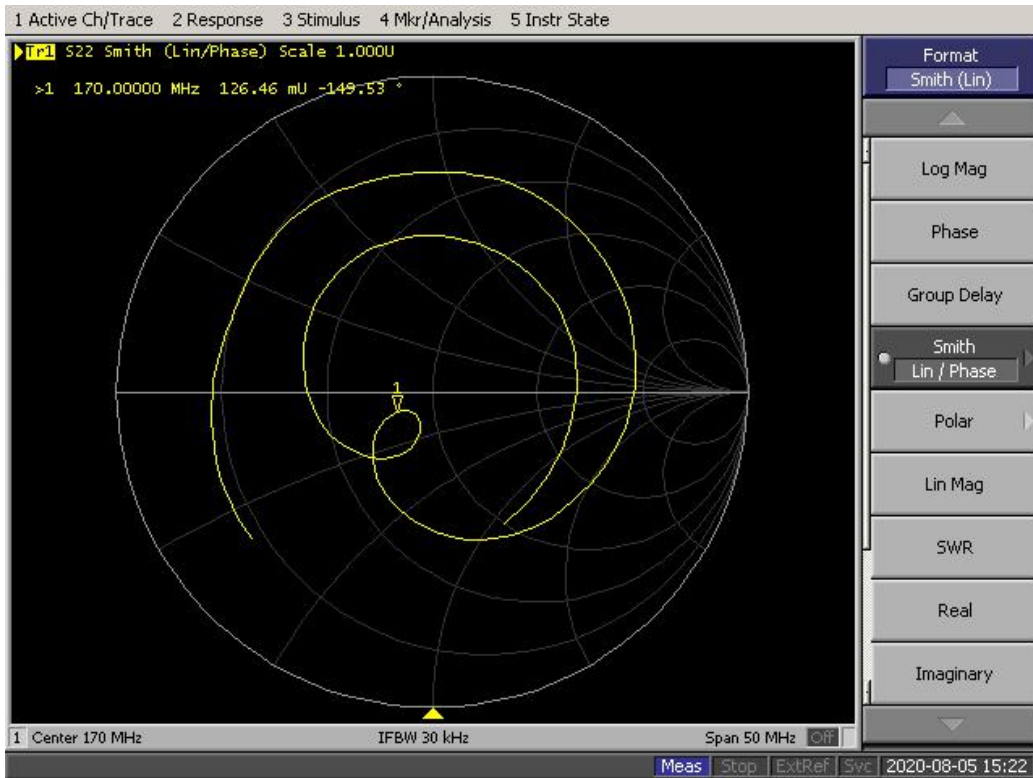 1 Active Ch/Trace 2 Response 3 Stimulus 4 Mkr/Analysis 5 Instr State
Tr1 S22 Smith (Lin/Phase) Scale 1.000U
>1 170.00000 MHz 126.46 mU -149.53 °
1
Format
Smith (Lin)
Log Mag
Phase
Group Delay
Smith
Lin / Phase
Polar
Lin Mag
SWR
Real
Imaginary
1 Center 170 MHz IFBW 30 kHz Span 50 MHz Off
Meas Stop ExtRef Svc 2020-08-05 15:22